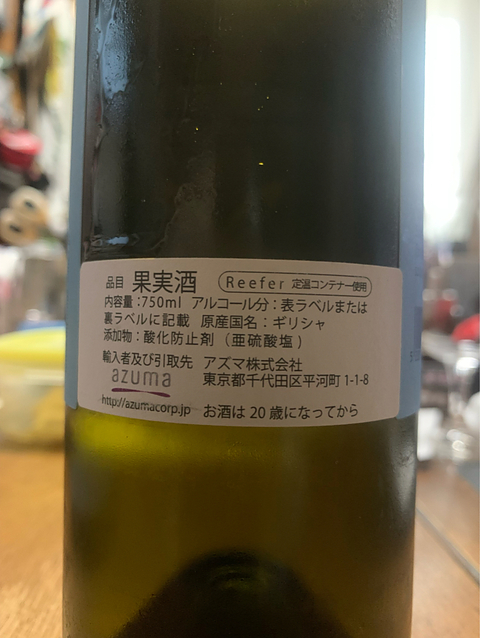 品目 果実酒 Reefer 定温コンテナー使用
内容量:750ml アルコール分:表ラベルまたは
裏ラベルに記載 原産国名:ギリシャ
添加物:酸化防止剤(亜硫酸塩)
輸入者及び引取先 アズマ株式会社
azuma 東京都千代田区平河町1-1-8
http://azumacorp.jp お酒は20歳になってから